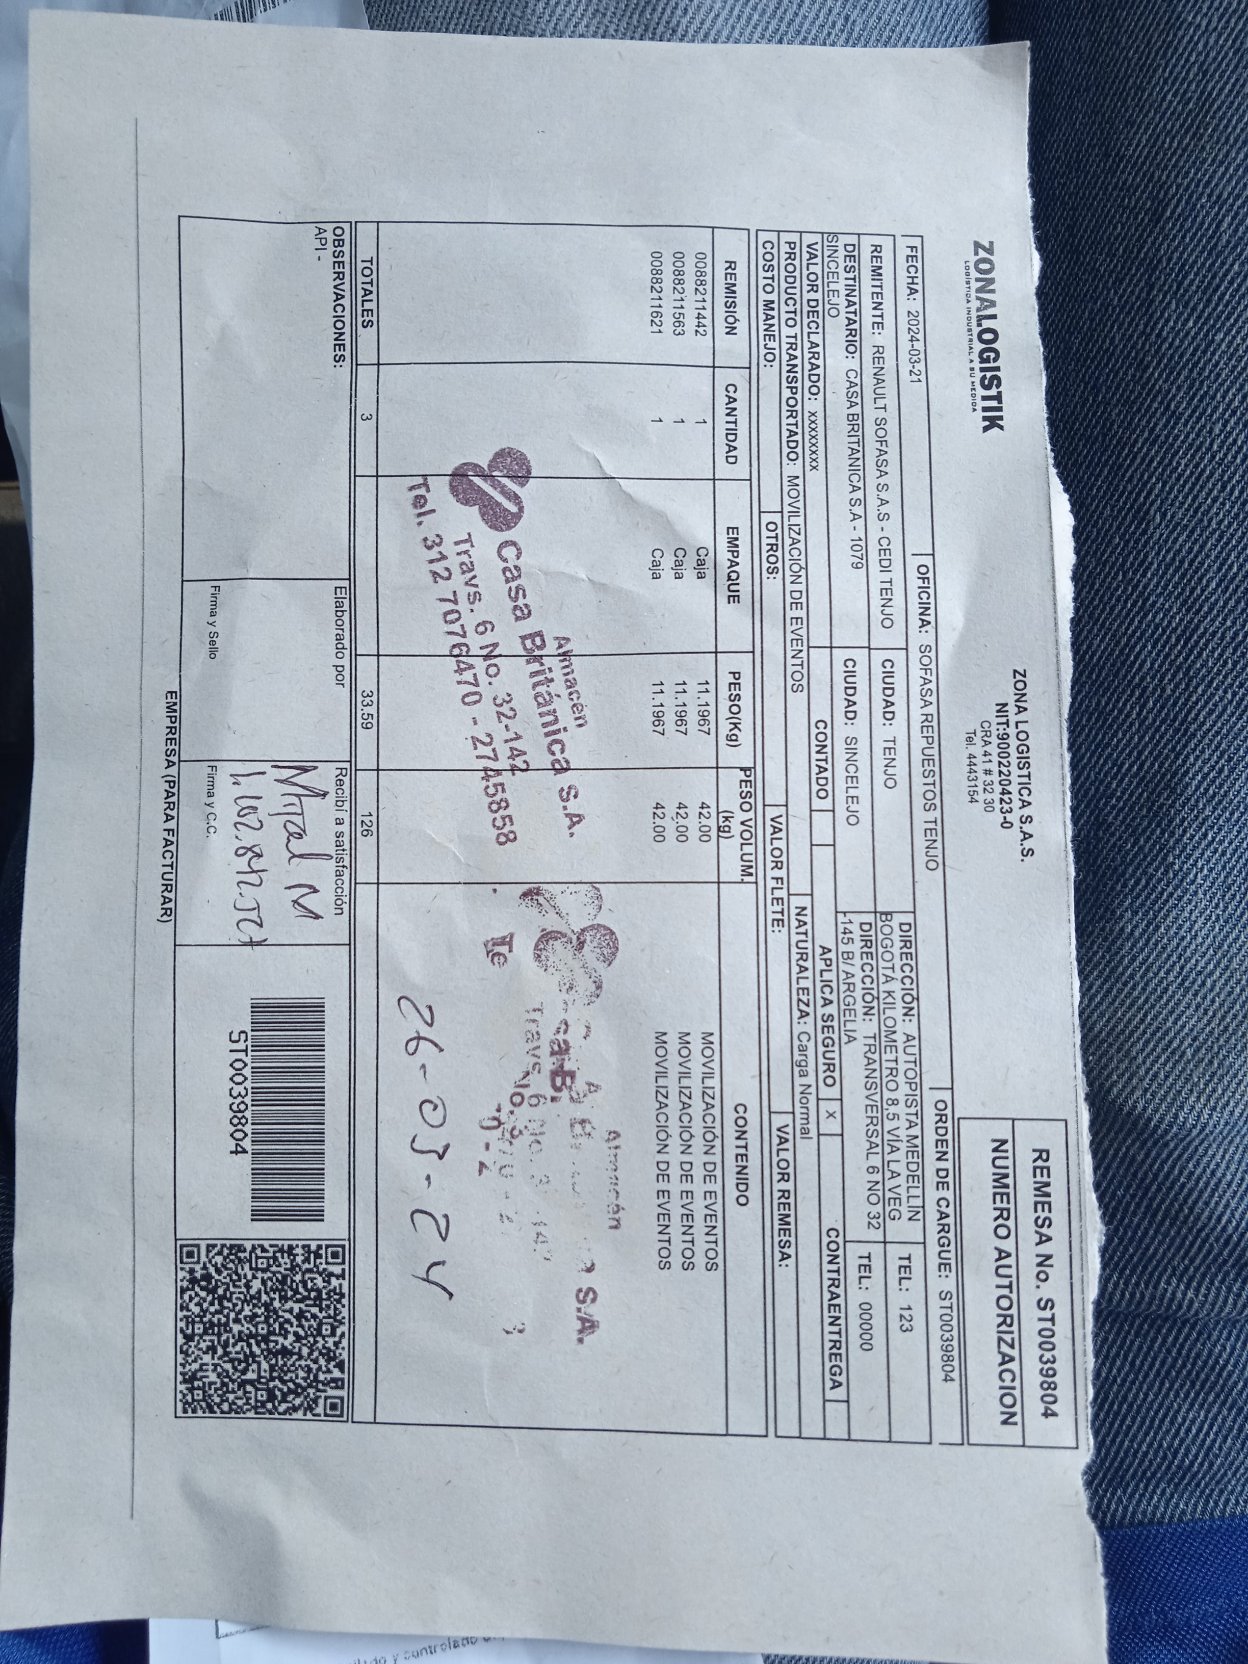 ZONALOGISTIK
LOGÍSTICA INDUSTRIAL A SU MEDIDA
ZONA LOGISTICA S.A.S.
NIT:900220423-0
CRA 41 # 32 30
Tel. 4443154
REMESA No. ST0039804
NUMERO AUTORIZACION
FECHA: 2024-03-21 OFICINA: SOFASA REPUESTOS TENJO ORDEN DE CARGUE: ST0039804
REMITENTE: RENAULT SOFASA S.A.S - CEDI TENJO CIUDAD: TENJO DIRECCIÓN: AUTOPISTA MEDELLÍN BOGOTÁ KILOMETRO 8,5 VÍA LA VEG TEL.: 123
DESTINATARIO: CASA BRITANICA S.A - 1079 SINCELEJO CIUDAD: SINCELEJO DIRECCIÓN: TRANSVERSAL 6 NO 32 -145 B/ ARGELIA TEL.: 00000
VALOR DECLARADO: xxxxxxxx CONTADO APLICA SEGURO X CONTRAENTREGA
PRODUCTO TRANSPORTADO: MOVILIZACIÓN DE EVENTOS NATURALEZA: Carga Normal
COSTO MANEJO: OTROS: VALOR FLETE: VALOR REMESA:
REMISIÓN CANTIDAD EMPAQUE PESO(Kg) PESO VOLUM. (kg) CONTENIDO
0088211442 1 Caja 11.1967 42.00 MOVILIZACIÓN DE EVENTOS
0088211563 1 Caja 11.1967 42.00 MOVILIZACIÓN DE EVENTOS
0088211621 1 Caja 11.1967 42.00 MOVILIZACIÓN DE EVENTOS
Almacén
Casa Británica S.A.
Travs. 6 No. 32-142
Tel. 312 7076470 - 2745858
Almacén
S.A.
Travs. 6
26-03-24
TOTALES 3 33.59 126
OBSERVACIONES:
API -
Elaborado por
Firma y Sello
Recibí a satisfacción
Firma y C.C.
ST0039804
EMPRESA (PARA FACTURAR)
y controlado